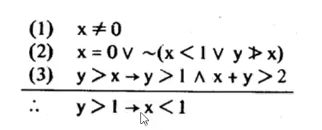 (1) x ≠ 0
(2) x = 0 ∨ ~(x < 1 ∨ y ≯ x)
(3) y > x → y > 1 ∧ x + y > 2
∴ y > 1 → x < 1